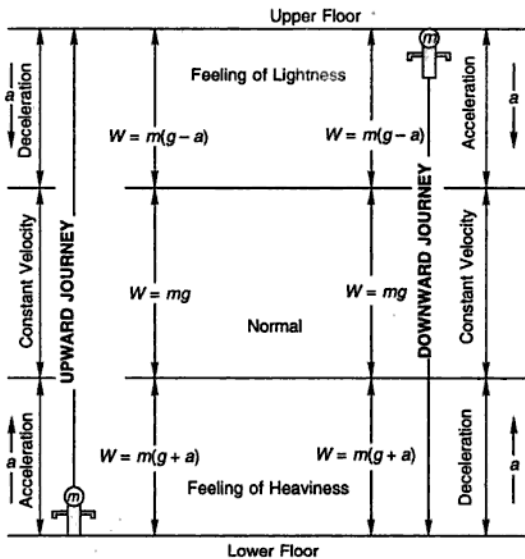 Upper Floor
a
Deceleration
Feeling of Lightness
m
Acceleration
a
W = m(g – a)
W = m(g – a)
Constant Velocity
UPWARD JOURNEY
W = mg
Normal
W = mg
DOWNWARD JOURNEY
Constant Velocity
a
Acceleration
m
W = m(g + a)
Feeling of Heaviness
W = m(g + a)
Deceleration
a
Lower Floor